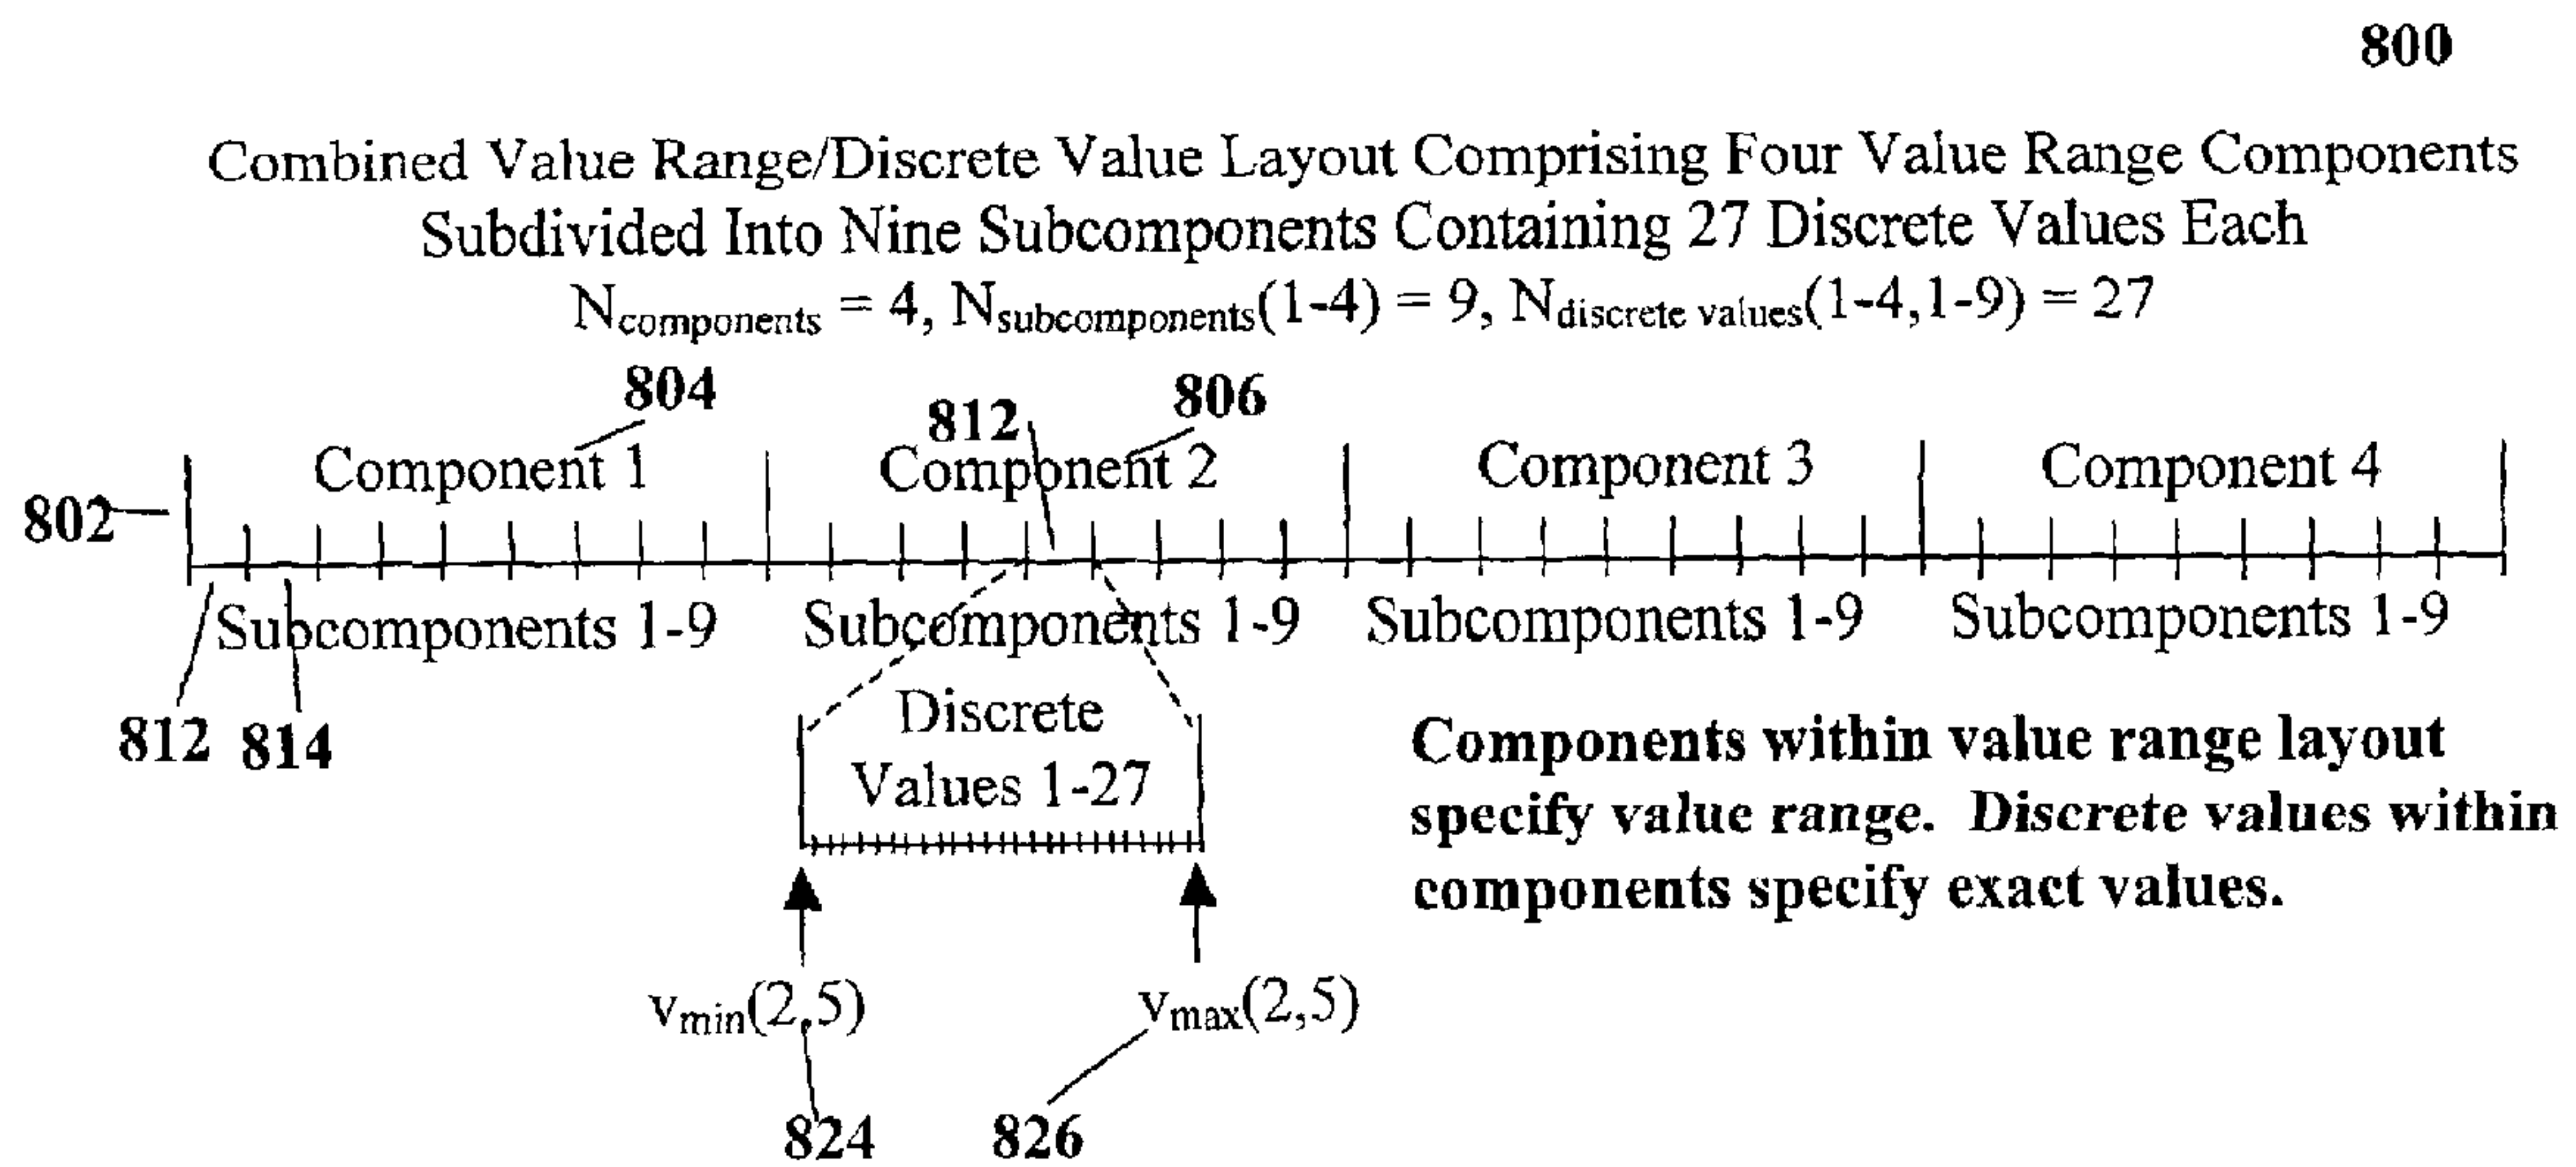 800
Combined Value Range/Discrete Value Layout Comprising Four Value Range Components
Subdivided Into Nine Subcomponents Containing 27 Discrete Values Each
Ncomponents = 4, Nsubcomponents(1-4) = 9, Ndiscrete values(1-4,1-9) = 27
804
812
806
Component 1
Component 2
Component 3
Component 4
802
Subcomponents 1-9
Subcomponents 1-9
Subcomponents 1-9
Subcomponents 1-9
812
814
Discrete
Values 1-27
Components within value range layout
specify value range. Discrete values within
components specify exact values.
vmin(2,5)
vmax(2,5)
824
826